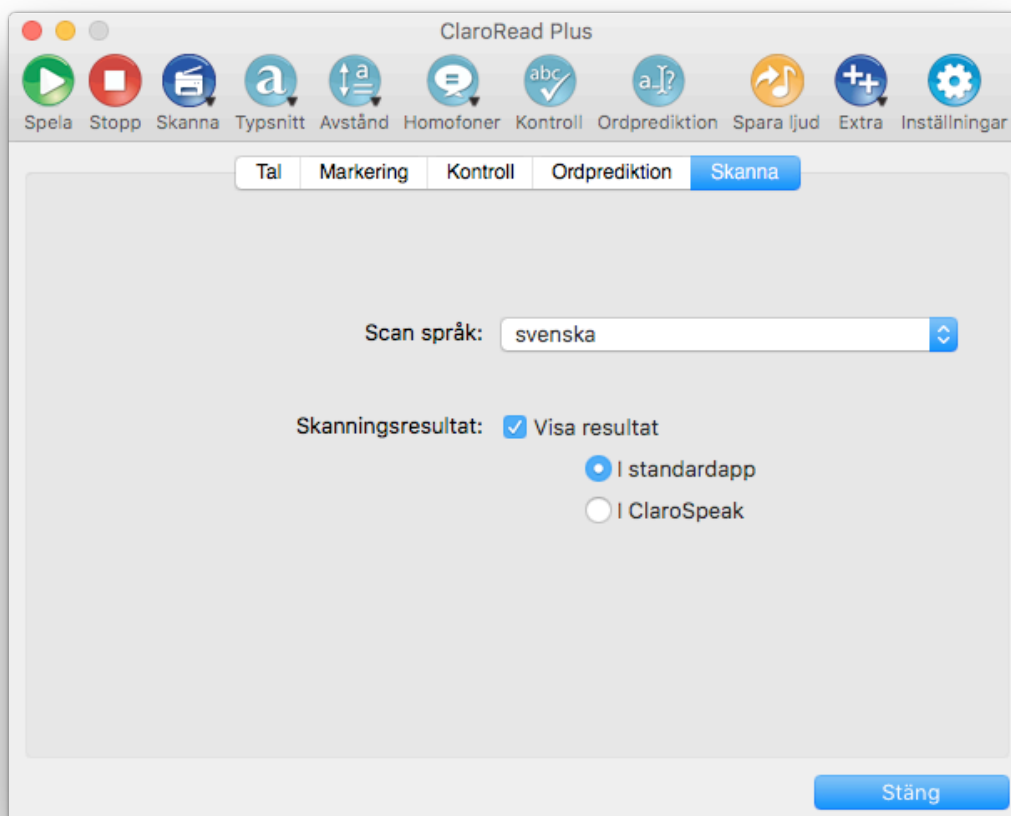 ClaroRead Plus
a a abc a..I?
Spela Stopp Skanna Typsnitt Avstånd Homofoner Kontroll Ordprediktion Spara ljud Extra Inställningar
Tal Markering Kontroll Ordprediktion Skanna
Scan språk: svenska
Skanningsresultat: Visa resultat
I standardapp
I ClaroSpeak
Stäng